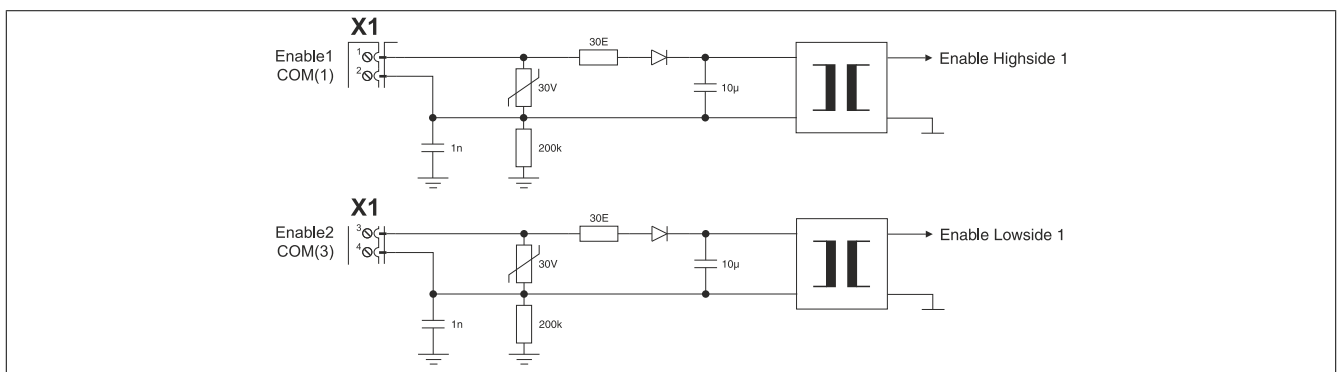 X1
30E
Enable1
1
Enable Highside 1
COM(1)
2
30V
10µ
1n
200k
X1
30E
Enable2
3
Enable Lowside 1
COM(3)
4
30V
10µ
1n
200k